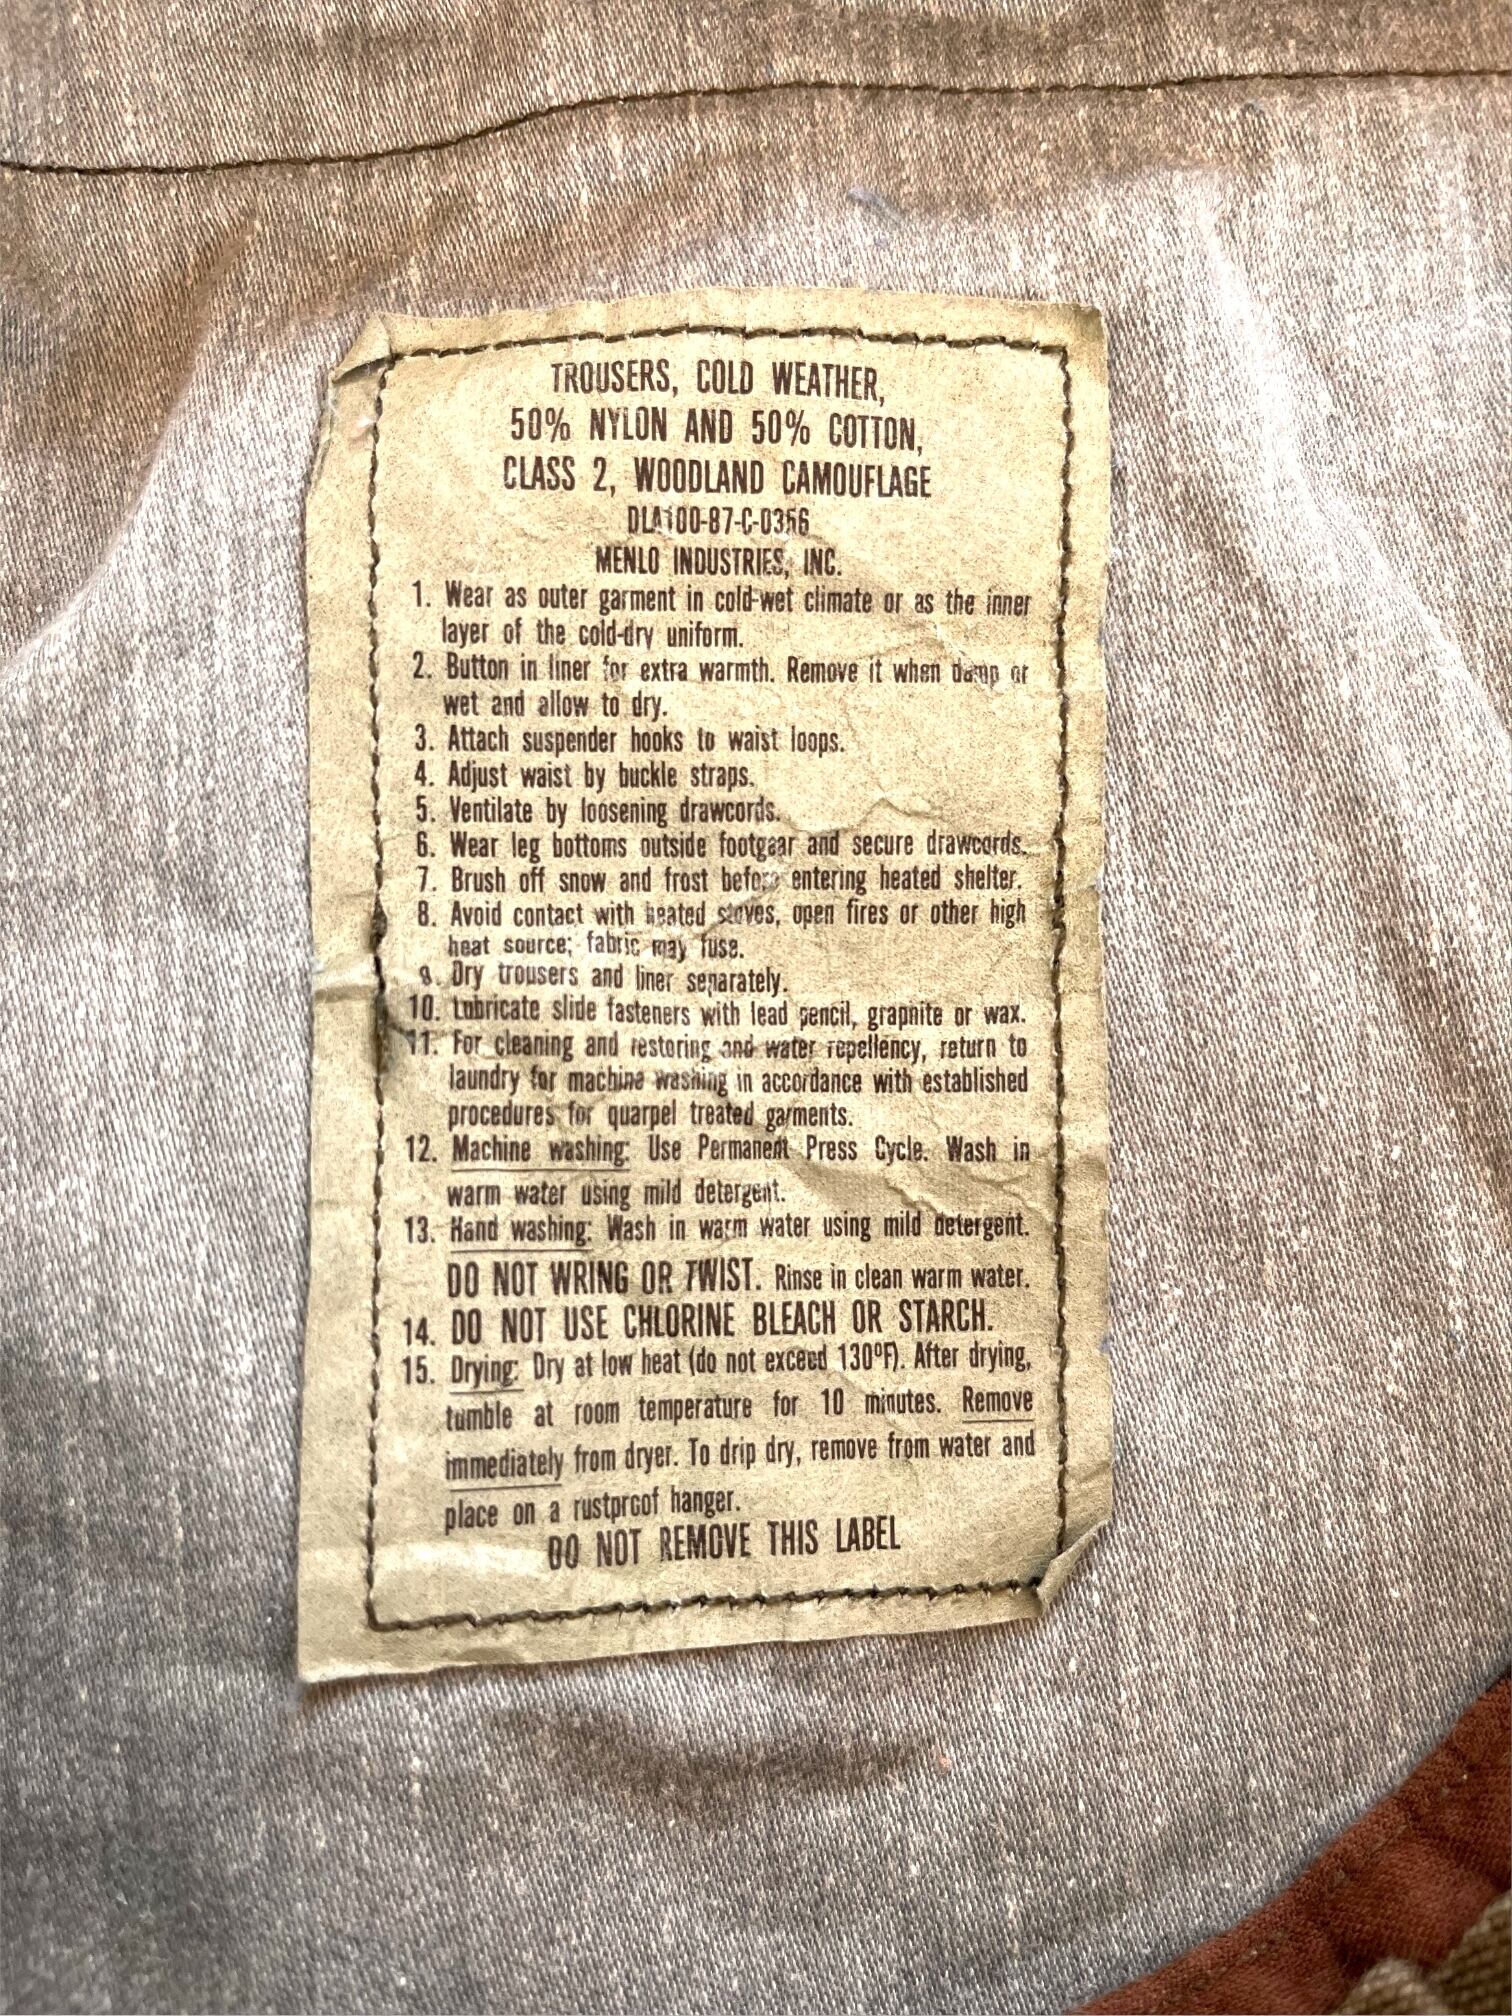 TROUSERS, COLD WEATHER,
50% NYLON AND 50% COTTON,
CLASS 2, WOODLAND CAMOUFLAGE
DLA100-87-C-0356
MENLO INDUSTRIES, INC.
1. Wear as outer garment in cold-wet climate or as the inner
layer of the cold-dry uniform.
2. Button in liner for extra warmth. Remove it when damp or
wet and allow to dry.
3. Attach suspender hooks to waist loops.
4. Adjust waist by buckle straps.
5. Ventilate by loosening drawcords.
6. Wear leg bottoms outside footgear and secure drawcords.
7. Brush off snow and frost before entering heated shelter.
8. Avoid contact with heated stoves, open fires or other high
heat source; fabric may fuse.
9. Dry trousers and liner separately.
10. Lubricate slide fasteners with lead pencil, graphite or wax.
11. For cleaning and restoring and water repellency, return to
laundry for machine washing in accordance with established
procedures for quarpel treated garments.
12. Machine washing: Use Permanent Press Cycle. Wash in
warm water using mild detergent.
13. Hand washing: Wash in warm water using mild detergent.
DO NOT WRING OR TWIST. Rinse in clean warm water.
14. DO NOT USE CHLORINE BLEACH OR STARCH.
15. Drying: Dry at low heat (do not exceed 130ºF). After drying,
tumble at room temperature for 10 minutes. Remove
immediately from dryer. To drip dry, remove from water and
place on a rustproof hanger.
DO NOT REMOVE THIS LABEL